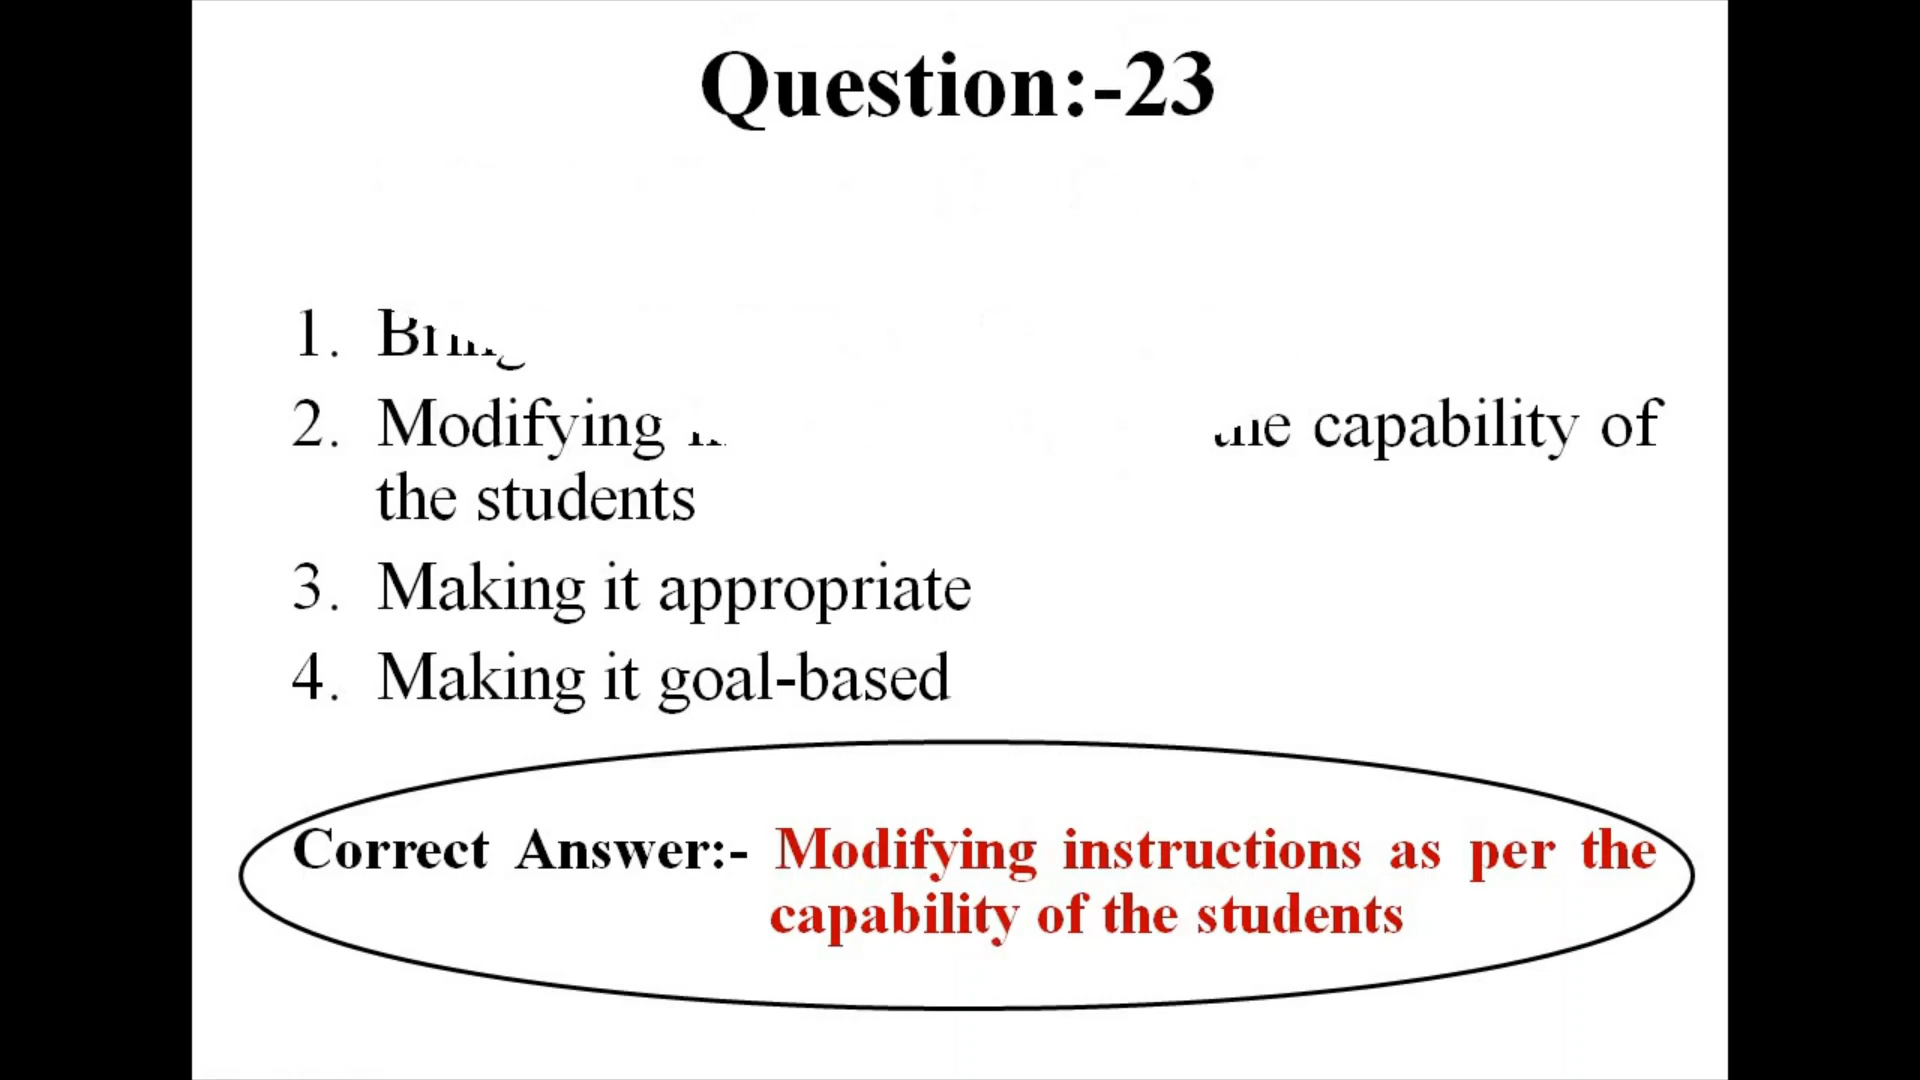 Question:-23
1.
2. Modifying the capability of
the students
3. Making it appropriate
4. Making it goal-based
Correct Answer:- Modifying instructions as per the
capability of the students